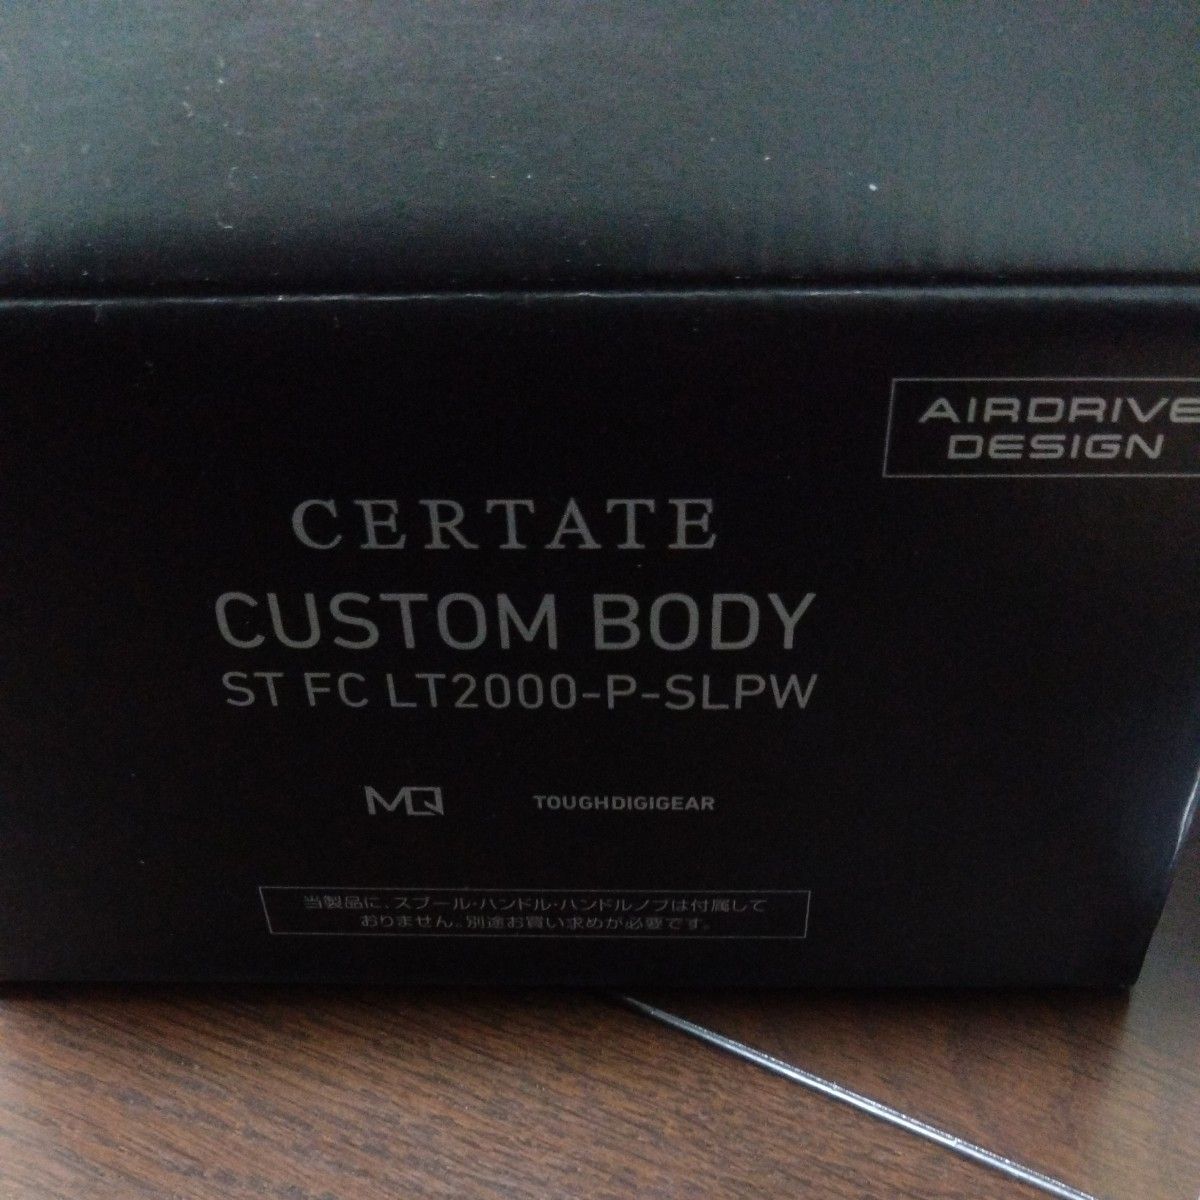 AIRDRIVE
DESIGN
CERTATE
CUSTOM BODY
ST FC LT2000-P-SLPW
MQ
TOUGHDIGIGEAR
当製品に、スプール・ハンドル・ハンドルノブは付属して
おりません。別途お買い求めが必要です。